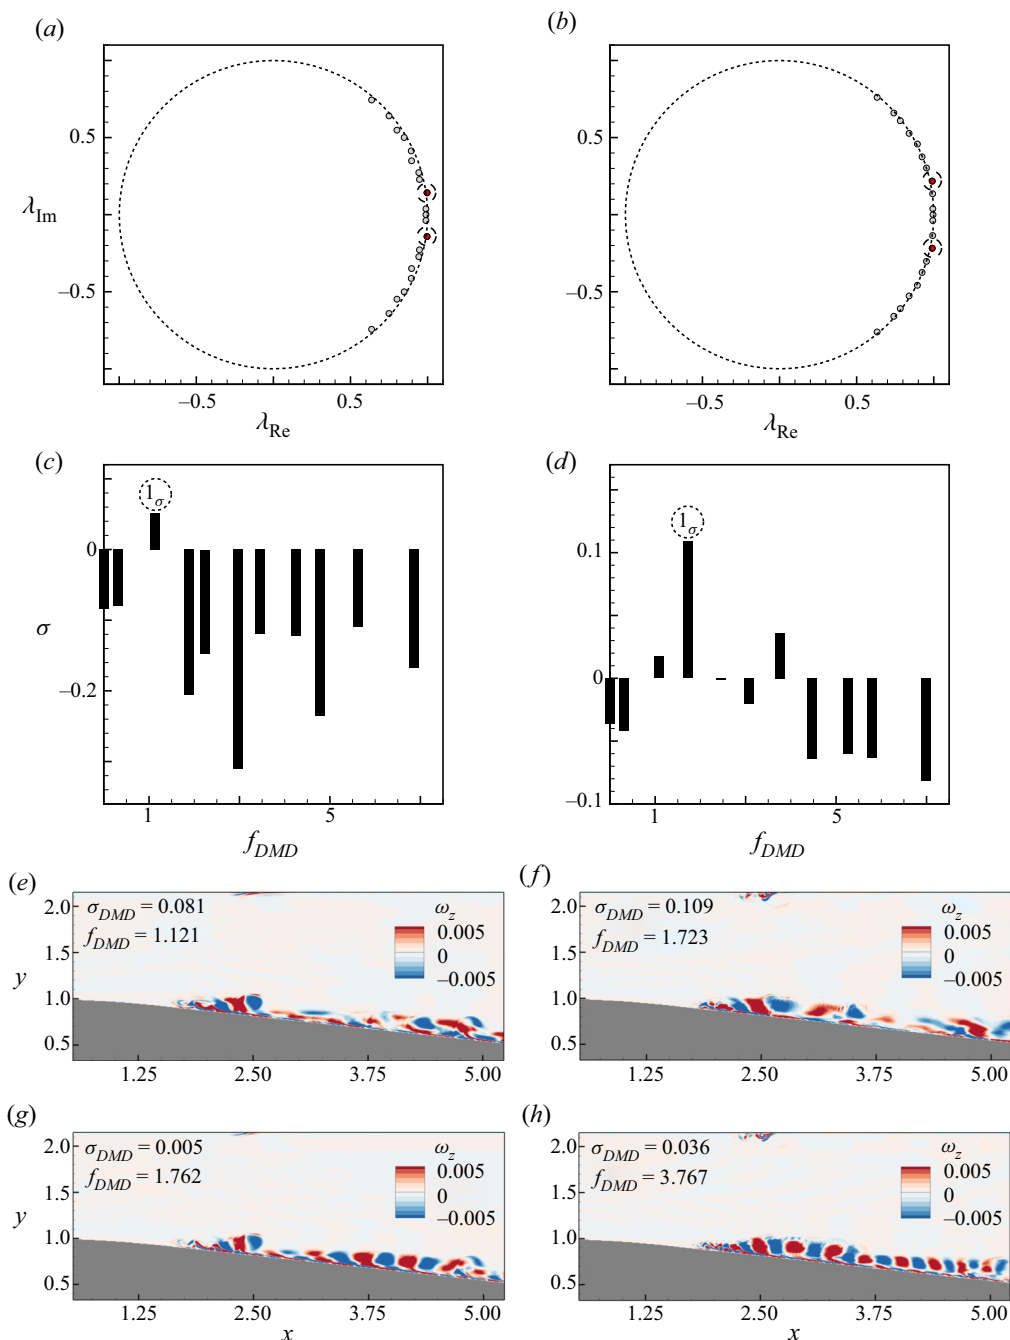 (a)
(b)
0.5
0.5
λIm
−0.5
−0.5
−0.5 0.5
−0.5 0.5
λRe
λRe
(c)
(d)
1σ
1σ
0
0.1
σ
−0.2
0
−0.1
1 5
1 5
fDMD
fDMD
(e)
(f)
2.0
σDMD = 0.081
fDMD = 1.121
ωz
0.005
0
−0.005
1.5
y
1.0
0.5
1.25 2.50 3.75 5.00
2.0
σDMD = 0.109
fDMD = 1.723
ωz
0.005
0
−0.005
1.5
1.0
0.5
1.25 2.50 3.75 5.00
(g)
(h)
2.0
σDMD = 0.005
fDMD = 1.762
ωz
0.005
0
−0.005
1.5
y
1.0
0.5
1.25 2.50 3.75 5.00
x
2.0
σDMD = 0.036
fDMD = 3.767
ωz
0.005
0
−0.005
1.5
1.0
0.5
1.25 2.50 3.75 5.00
x